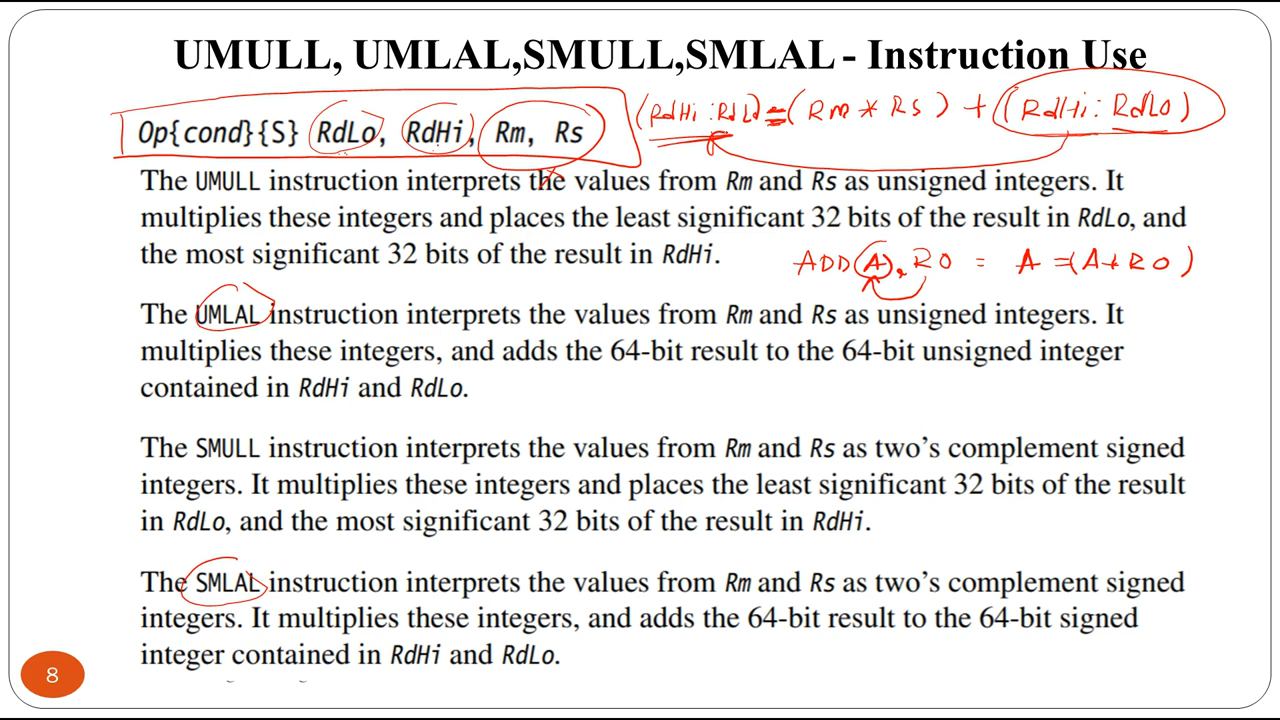 UMULL, UMLAL,SMULL,SMLAL - Instruction Use
Op{cond}{S} RdLo, RdHi, Rm, Rs
(RdHi : RdLo) = (Rm * Rs) + (RdHi : RdLo)
The UMULL instruction interprets the values from Rm and Rs as unsigned integers. It
multiplies these integers and places the least significant 32 bits of the result in RdLo, and
the most significant 32 bits of the result in RdHi.
ADD (A), R0 = A = (A+R0)
The UMLAL instruction interprets the values from Rm and Rs as unsigned integers. It
multiplies these integers, and adds the 64-bit result to the 64-bit unsigned integer
contained in RdHi and RdLo.
The SMULL instruction interprets the values from Rm and Rs as two's complement signed
integers. It multiplies these integers and places the least significant 32 bits of the result
in RdLo, and the most significant 32 bits of the result in RdHi.
The SMLAL instruction interprets the values from Rm and Rs as two's complement signed
integers. It multiplies these integers, and adds the 64-bit result to the 64-bit signed
integer contained in RdHi and RdLo.
8